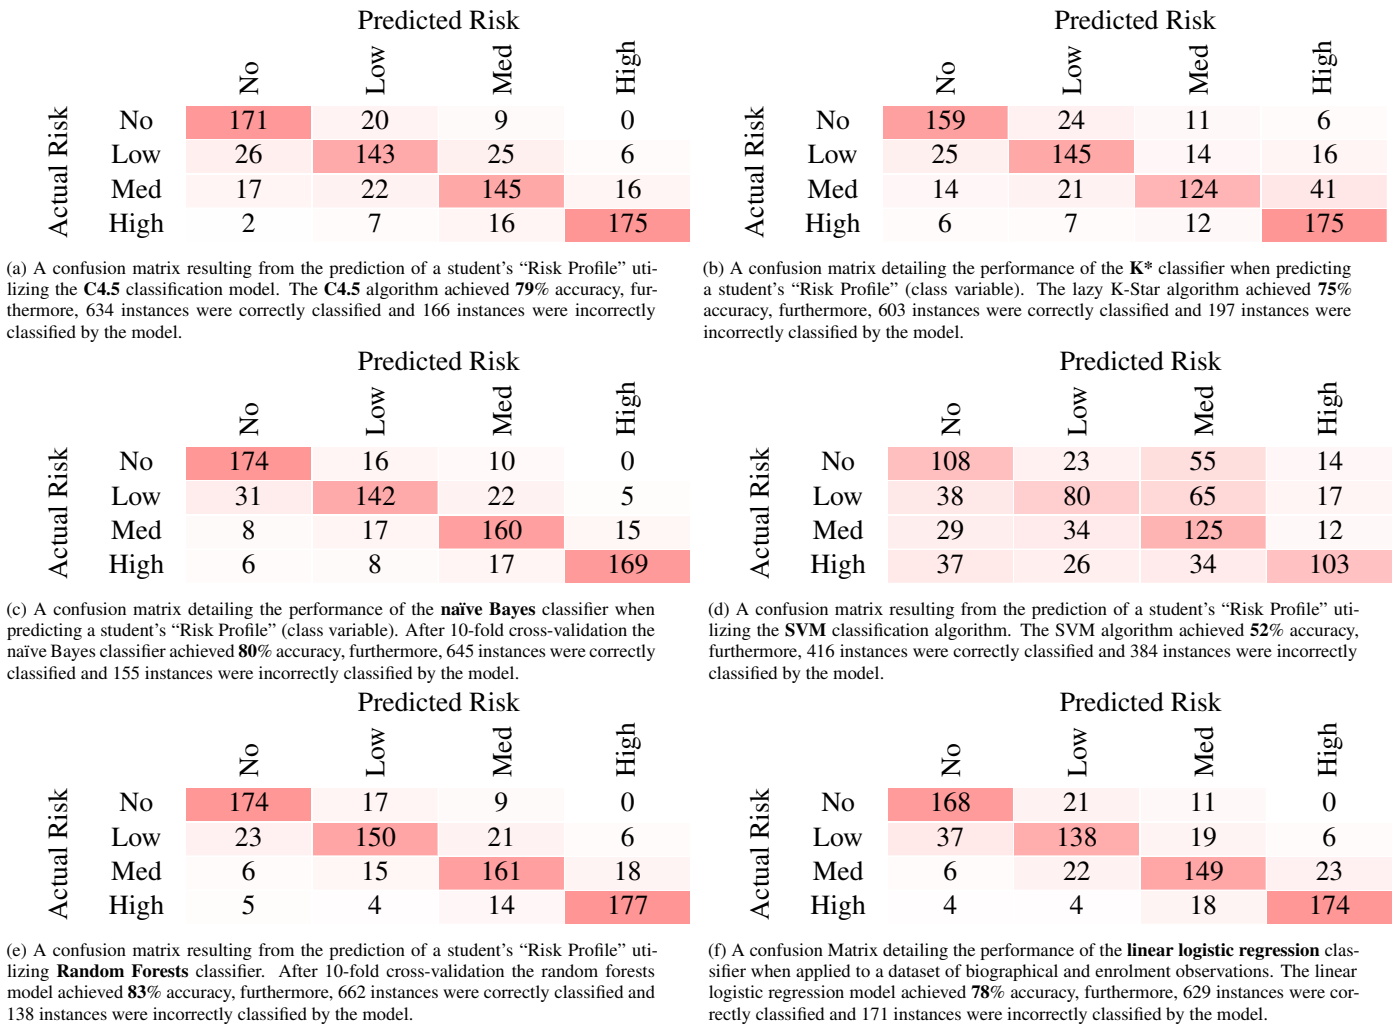 Predicted Risk
No Low Med High
Actual Risk
No 171 20 9 0
Low 26 143 25 6
Med 17 22 145 16
High 2 7 16 175
(a) A confusion matrix resulting from the prediction of a student's “Risk Profile” uti-
lizing the C4.5 classification model. The C4.5 algorithm achieved 79% accuracy, fur-
thermore, 634 instances were correctly classified and 166 instances were incorrectly
classified by the model.
Predicted Risk
No Low Med High
Actual Risk
No 159 24 11 6
Low 25 145 14 16
Med 14 21 124 41
High 6 7 12 175
(b) A confusion matrix detailing the performance of the K* classifier when predicting
a student's “Risk Profile” (class variable). The lazy K-Star algorithm achieved 75%
accuracy, furthermore, 603 instances were correctly classified and 197 instances were
incorrectly classified by the model.
Predicted Risk
No Low Med High
Actual Risk
No 174 16 10 0
Low 31 142 22 5
Med 8 17 160 15
High 6 8 17 169
(c) A confusion matrix detailing the performance of the naïve Bayes classifier when
predicting a student's “Risk Profile” (class variable). After 10-fold cross-validation the
naïve Bayes classifier achieved 80% accuracy, furthermore, 645 instances were correctly
classified and 155 instances were incorrectly classified by the model.
Predicted Risk
No Low Med High
Actual Risk
No 108 23 55 14
Low 38 80 65 17
Med 29 34 125 12
High 37 26 34 103
(d) A confusion matrix resulting from the prediction of a student's “Risk Profile” uti-
lizing the SVM classification algorithm. The SVM algorithm achieved 52% accuracy,
furthermore, 416 instances were correctly classified and 384 instances were incorrectly
classified by the model.
Predicted Risk
No Low Med High
Actual Risk
No 174 17 9 0
Low 23 150 21 6
Med 6 15 161 18
High 5 4 14 177
(e) A confusion matrix resulting from the prediction of a student's “Risk Profile” uti-
lizing Random Forests classifier. After 10-fold cross-validation the random forests
model achieved 83% accuracy, furthermore, 662 instances were correctly classified and
138 instances were incorrectly classified by the model.
Predicted Risk
No Low Med High
Actual Risk
No 168 21 11 0
Low 37 138 19 6
Med 6 22 149 23
High 4 4 18 174
(f) A confusion Matrix detailing the performance of the linear logistic regression clas-
sifier when applied to a dataset of biographical and enrolment observations. The linear
logistic regression model achieved 78% accuracy, furthermore, 629 instances were cor-
rectly classified and 171 instances were incorrectly classified by the model.